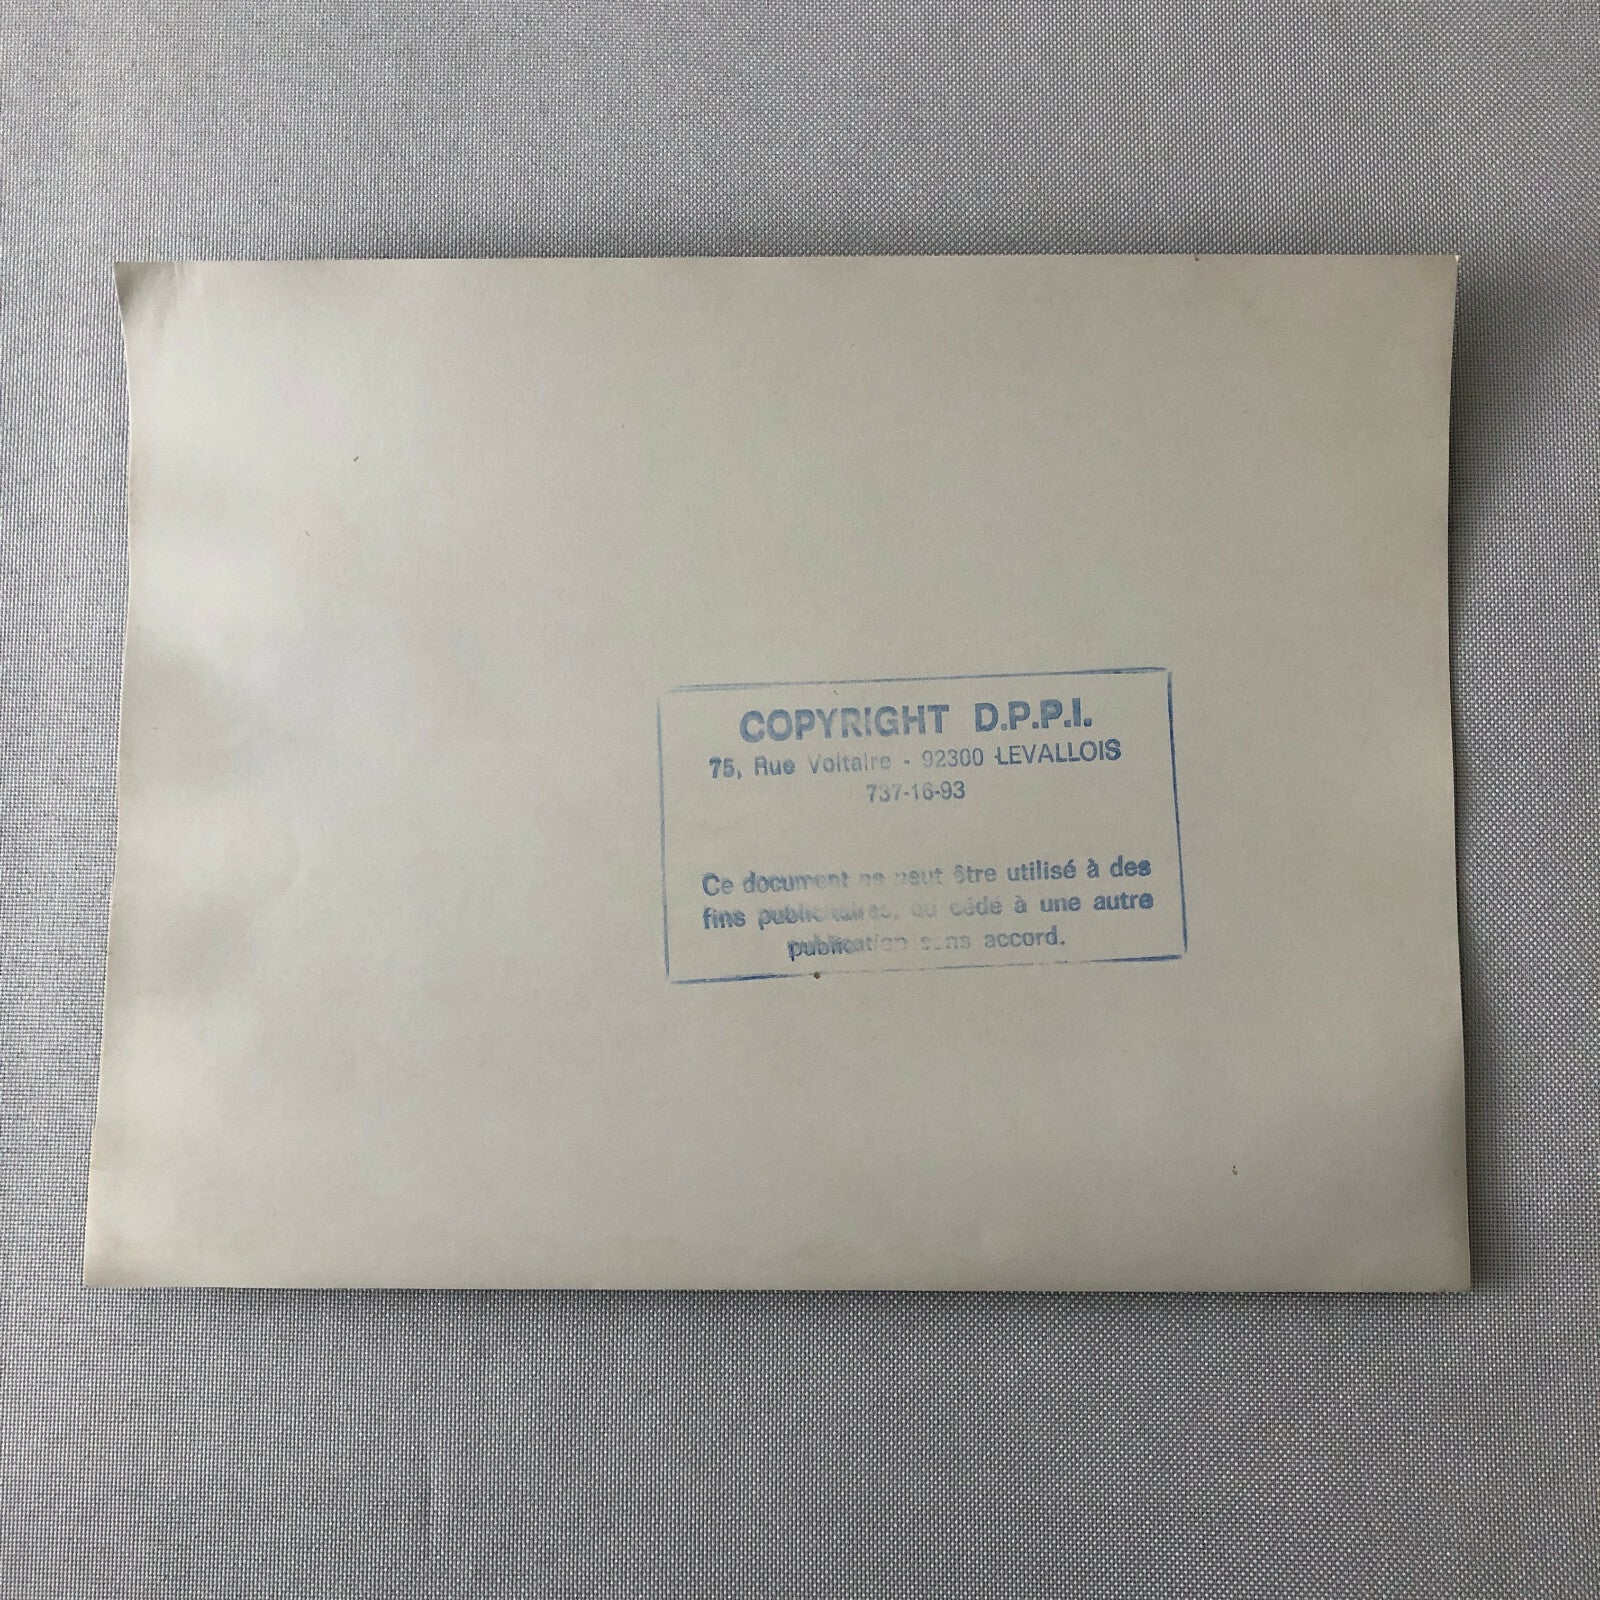 COPYRIGHT D.P.P.I.
75, Rue Voltaire - 92300 LEVALLOIS
737-16-93
Ce document ne peut être utilisé à des
fins publicitaires, ou cédé à une autre
publication sans accord.